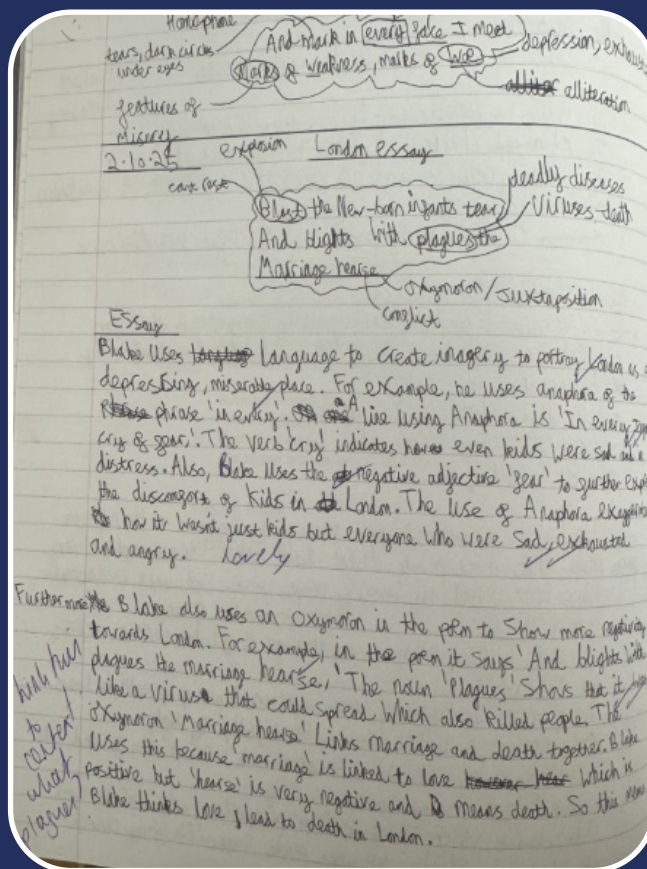 Homophone
And mark in every face I meet
tears, dark circles under eyes
Marks of weakness, marks of woe
depression,
alliteration
features of misery
2.10.25
explosion
London essay
contrast
deadly diseases
Viruses-death
Blast the New-born infants tear
And blights with plagues the
Marriage hearse
Oxymoron / Juxtaposition
conflict
Essay
Blake uses language to create imagery to portray London as a
depressing, miserable place. For example, he uses anaphora of the
phrase 'in every'. A line using Anaphora is 'In every
cry of fear,'. The verb 'cry' indicates how even kids were sad
distress. Also, Blake uses the negative adjective 'fear' to further
the discomfort of kids in London. The use of Anaphora
how it wasn't just kids but everyone who were sad, exhausted
and angry.
Lovely
Furthermore Blake also uses an oxymoron in the poem to show more negativity
towards London. For example, in the poem it says 'And blights with
plagues the marriage hearse,' The noun 'Plagues' Shows that it
like a virus that could spread which also killed people. The
oxymoron 'Marriage hearse' Links marriage and death together. Blake
uses this because 'marriage' is linked to love which is
positive but 'hearse' is very negative and means death. So this
Blake thinks love lead to death in London.
to
what